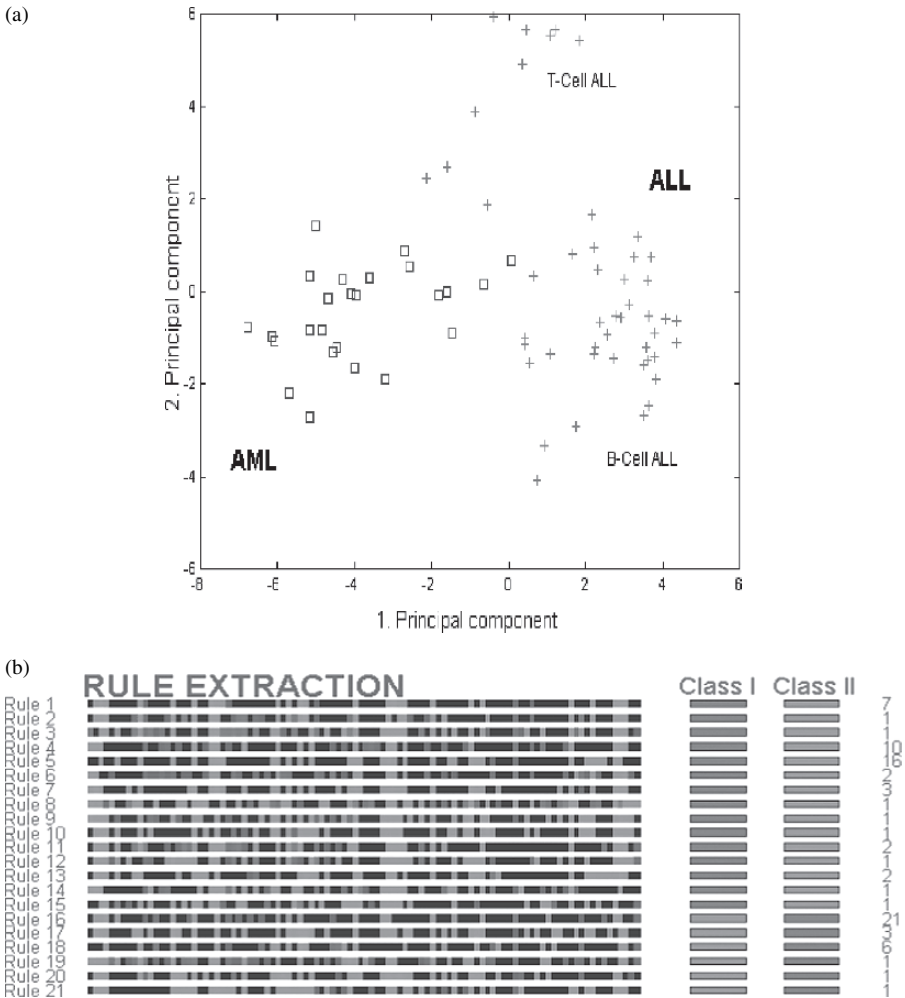 (a)
6
4
2
0
-2
-4
-6
2. Principal component
T-Cell ALL
ALL
AML
B-Cell ALL
-8 -6 -4 -2 0 2 4 6
1. Principal component
(b)
RULE EXTRACTION Class I Class II
Rule 1 7
Rule 2 1
Rule 3 1
Rule 4 10
Rule 5 16
Rule 6 2
Rule 7 3
Rule 8 1
Rule 9 1
Rule 10 1
Rule 11 2
Rule 12 1
Rule 13 2
Rule 14 1
Rule 15 1
Rule 16 21
Rule 17 3
Rule 18 6
Rule 19 1
Rule 20 1
Rule 21 1